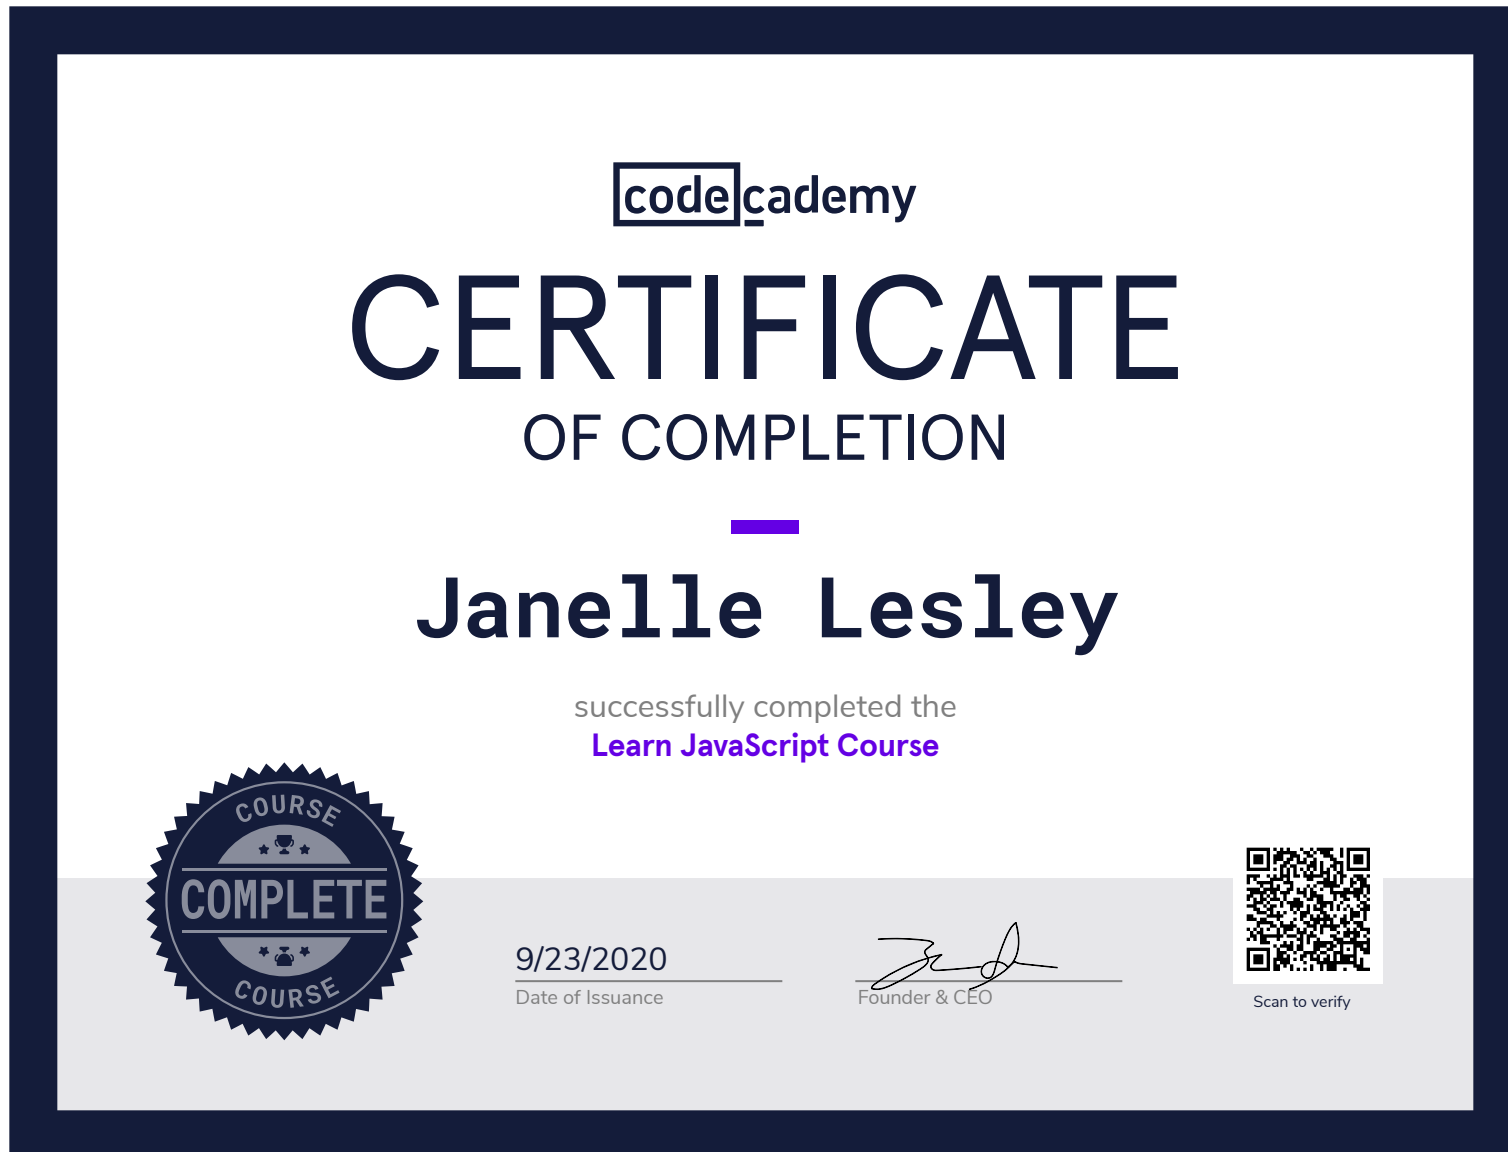 codecademy
CERTIFICATE
OF COMPLETION
Janelle Lesley
successfully completed the
Learn JavaScript Course
COURSE
COMPLETE
COURSE
9/23/2020
Date of Issuance
Founder & CEO
Scan to verify